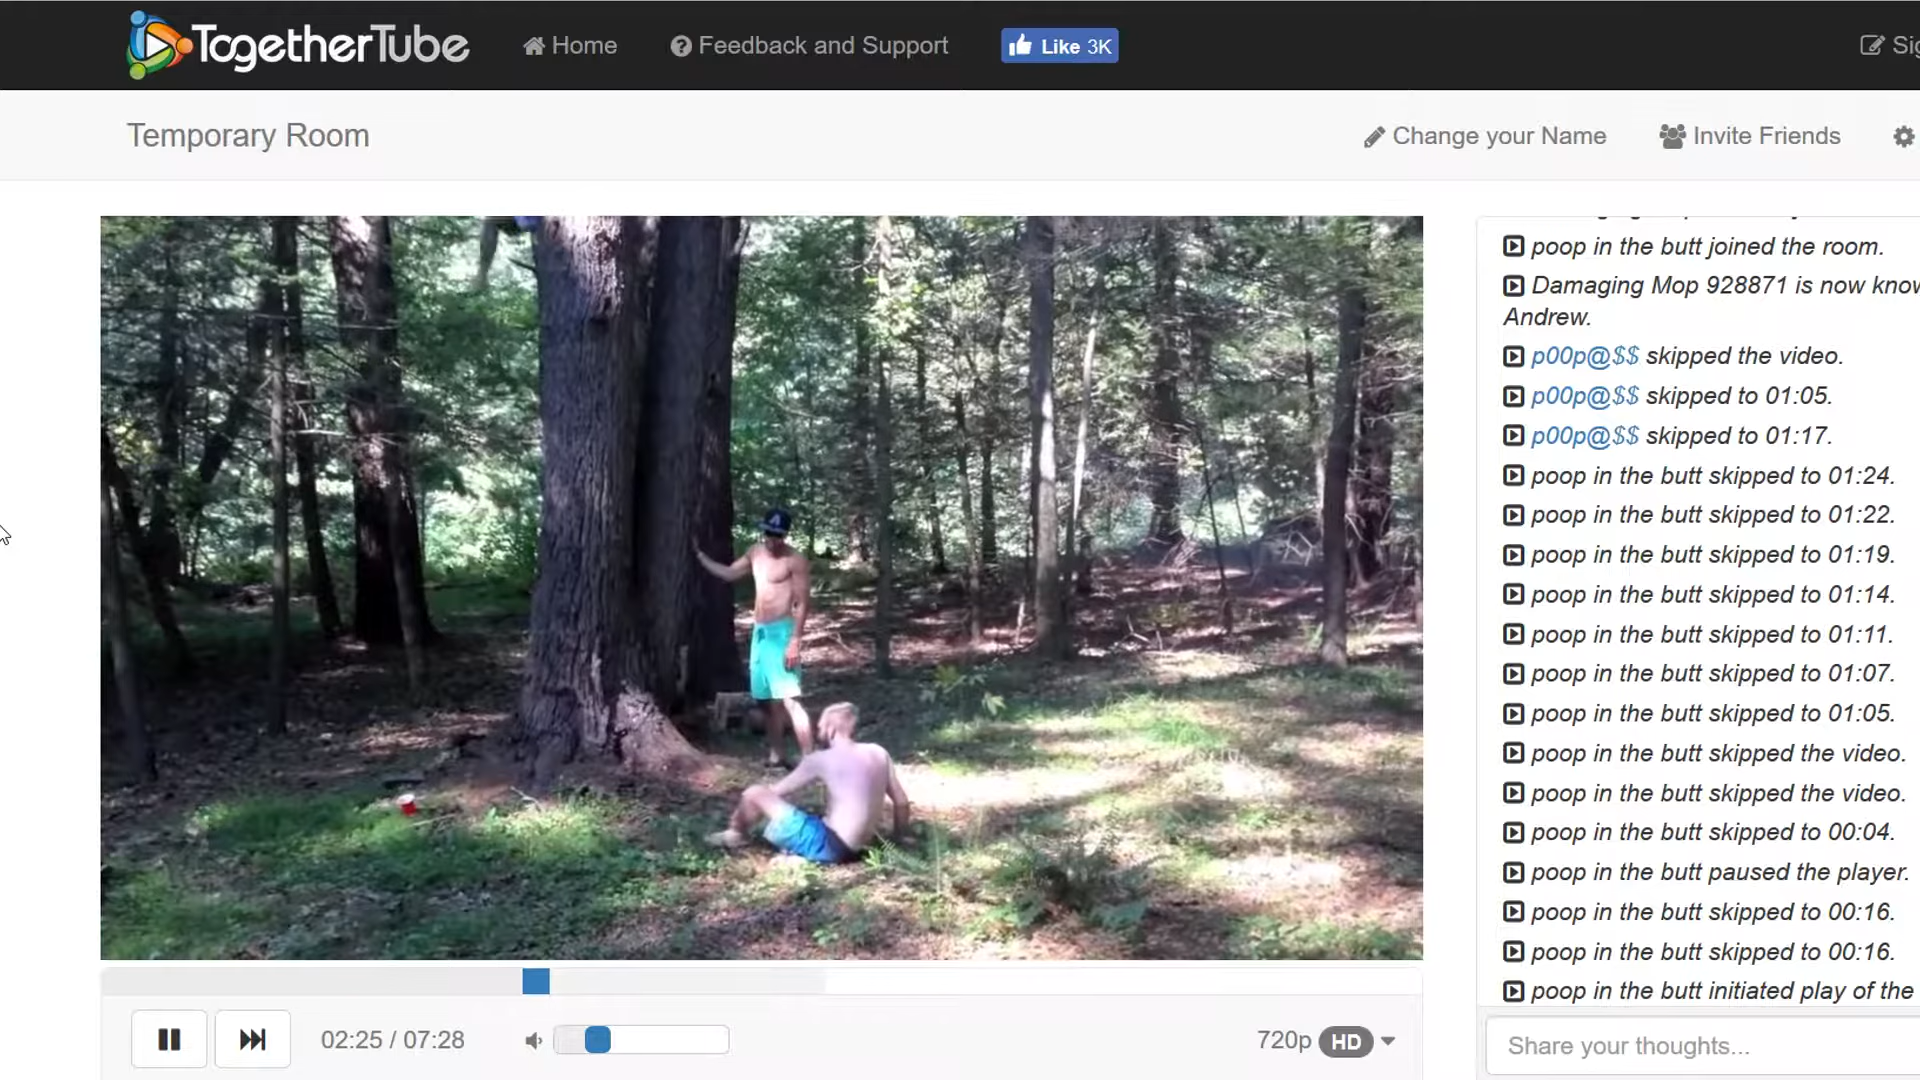 TogetherTube
Home
Feedback and Support
Like 3K
Temporary Room
Change your Name
Invite Friends
A
poop in the butt joined the room.
Damaging Mop 928871 is now
Andrew.
p00p@$$ skipped the video.
p00p@$$ skipped to 01:05.
p00p@$$ skipped to 01:17.
poop in the butt skipped to 01:24.
poop in the butt skipped to 01:22.
poop in the butt skipped to 01:19.
poop in the butt skipped to 01:14.
poop in the butt skipped to 01:11.
poop in the butt skipped to 01:07.
poop in the butt skipped to 01:05.
poop in the butt skipped the video.
poop in the butt skipped the video.
poop in the butt skipped to 00:04.
poop in the butt paused the player.
poop in the butt skipped to 00:16.
poop in the butt skipped to 00:16.
poop in the butt initiated play of the
02:25 / 07:28
720p HD
Share your thoughts...